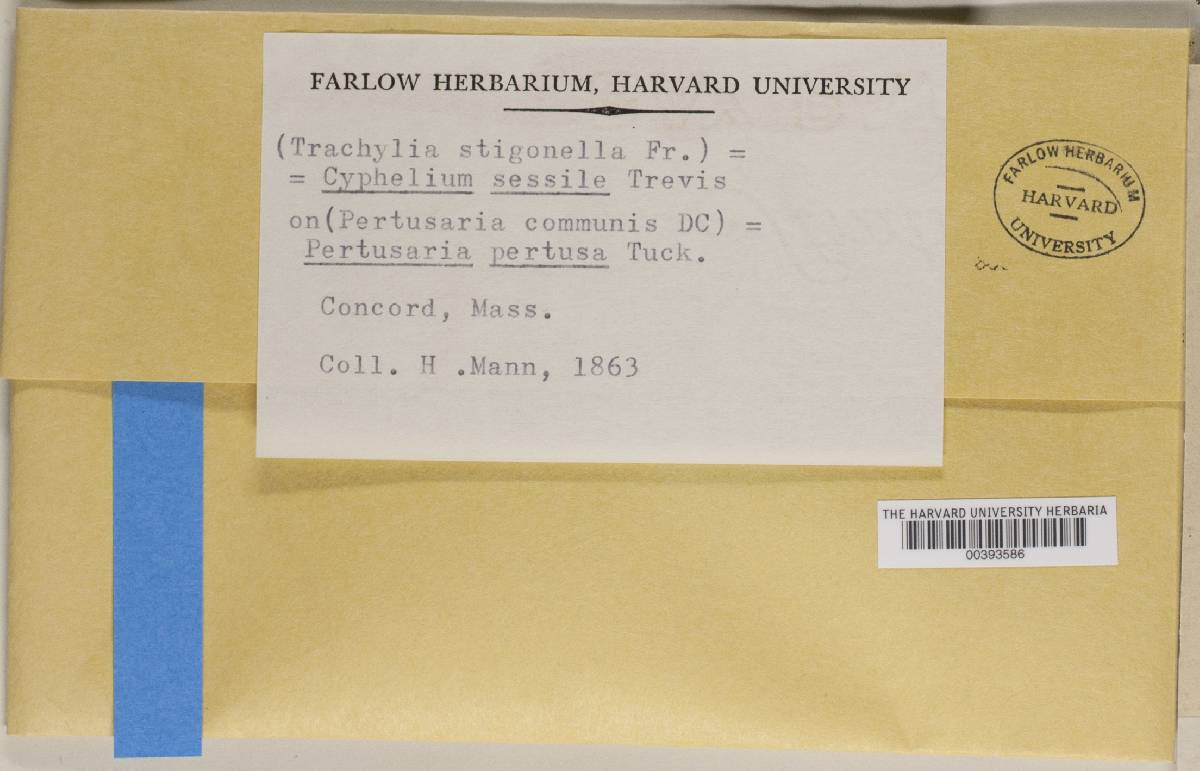 FARLOW HERBARIUM, HARVARD UNIVERSITY
(Trachylia stigonella Fr.) =
= Cyphelium sessile Trevis
on(Pertusaria communis DC) =
Pertusaria pertusa Tuck.
Concord, Mass.
Coll. H .Mann, 1863
FARLOW HERBARIUM
HARVARD
UNIVERSITY
THE HARVARD UNIVERSITY HERBARIA
00393586